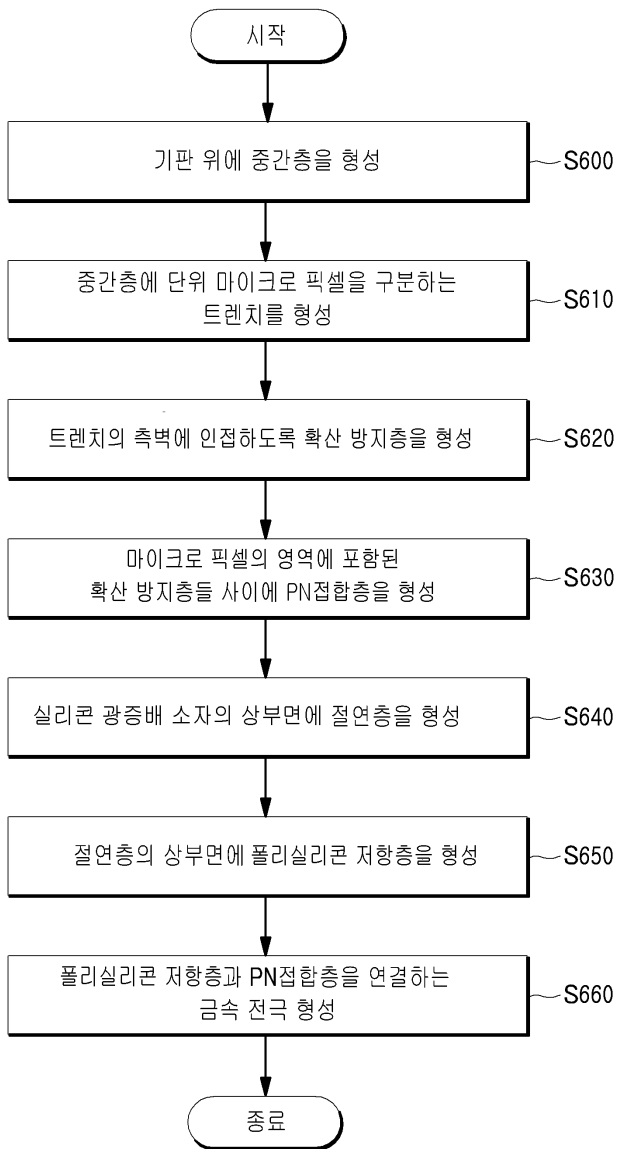 시작
기판 위에 중간층을 형성
S600
중간층에 단위 마이크로 픽셀을 구분하는
트렌치를 형성
S610
트렌치의 측벽에 인접하도록 확산 방지층을 형성
S620
마이크로 픽셀의 영역에 포함된
확산 방지층들 사이에 PN접합층을 형성
S630
실리콘 광증배 소자의 상부면에 절연층을 형성
S640
절연층의 상부면에 폴리실리콘 저항층을 형성
S650
폴리실리콘 저항층과 PN접합층을 연결하는
금속 전극 형성
S660
종료